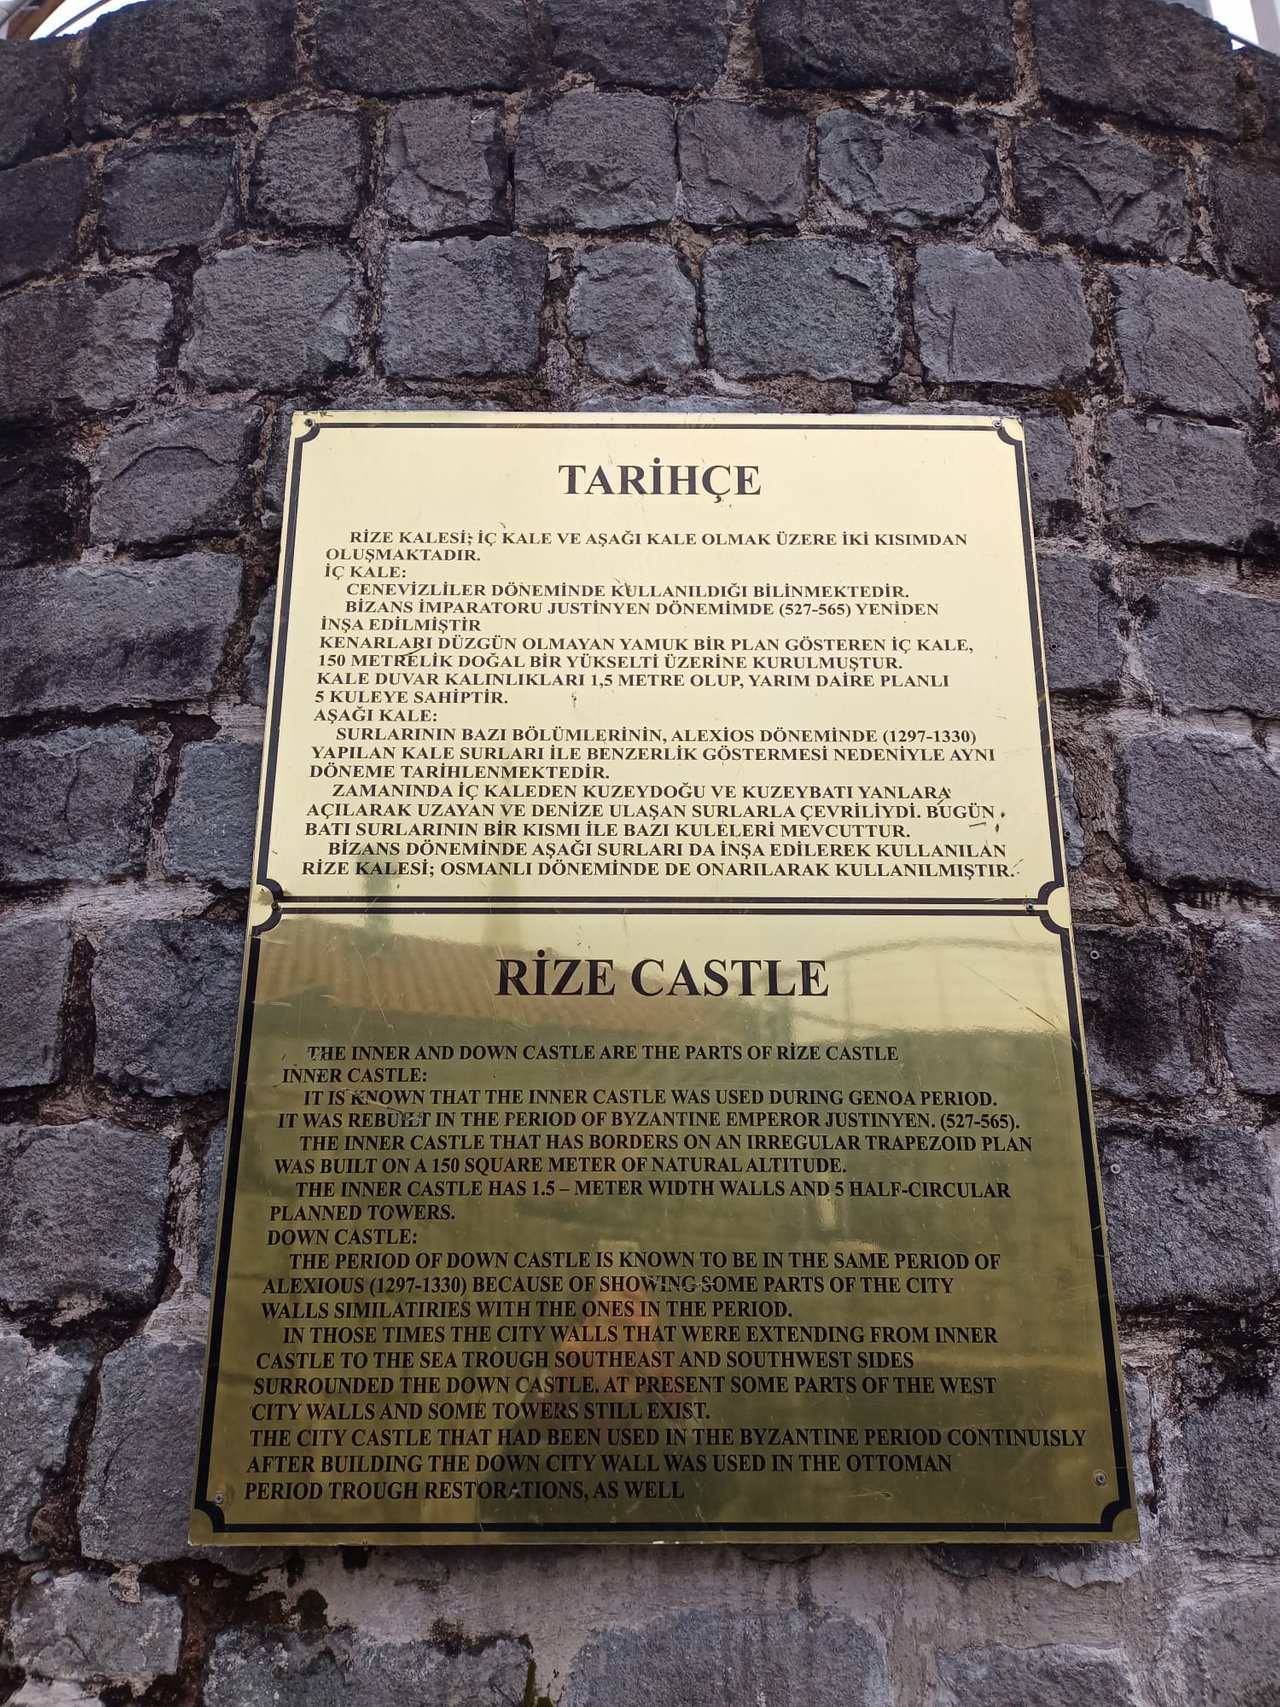 TARİHÇE
RİZE KALESİ; İÇ KALE VE AŞAĞI KALE OLMAK ÜZERE İKİ KISIMDAN
OLUŞMAKTADIR.
İÇ KALE:
CENEVİZLİLER DÖNEMİNDE KULLANILDIĞI BİLİNMEKTEDİR.
BİZANS İMPARATORU JUSTİNYEN DÖNEMİMDE (527-565) YENİDEN
İNŞA EDİLMİŞTİR
KENARLARI DÜZGÜN OLMAYAN YAMUK BİR PLAN GÖSTEREN İÇ KALE,
150 METRELİK DOĞAL BİR YÜKSELTİ ÜZERİNE KURULMUŞTUR.
KALE DUVAR KALINLIKLARI 1,5 METRE OLUP, YARIM DAİRE PLANLI
5 KULEYE SAHİPTİR.
AŞAĞI KALE:
SURLARININ BAZI BÖLÜMLERİNİN, ALEXİOS DÖNEMİNDE (1297-1330)
YAPILAN KALE SURLARI İLE BENZERLİK GÖSTERMESİ NEDENİYLE AYNI
DÖNEME TARİHLENMEKTEDİR.
ZAMANINDA İÇ KALEDEN KUZEYDOĞU VE KUZEYBATI YANLARA
AÇILARAK UZAYAN VE DENİZE ULAŞAN SURLARLA ÇEVRİLİYDİ. BUGÜN
BATI SURLARININ BİR KISMI İLE BAZI KULELERİ MEVCUTTUR.
BİZANS DÖNEMİNDE AŞAĞI SURLARI DA İNŞA EDİLEREK KULLANILAN
RİZE KALESİ; OSMANLI DÖNEMİNDE DE ONARILARAK KULLANILMIŞTIR.
RİZE CASTLE
THE INNER AND DOWN CASTLE ARE THE PARTS OF RİZE CASTLE
INNER CASTLE:
IT IS KNOWN THAT THE INNER CASTLE WAS USED DURING GENOA PERIOD.
IT WAS REBUILT IN THE PERIOD OF BYZANTINE EMPEROR JUSTINYEN. (527-565).
THE INNER CASTLE THAT HAS BORDERS ON AN IRREGULAR TRAPEZOID PLAN
WAS BUILT ON A 150 SQUARE METER OF NATURAL ALTITUDE.
THE INNER CASTLE HAS 1.5 – METER WIDTH WALLS AND 5 HALF-CIRCULAR
PLANNED TOWERS.
DOWN CASTLE:
THE PERIOD OF DOWN CASTLE IS KNOWN TO BE IN THE SAME PERIOD OF
ALEXIOUS (1297-1330) BECAUSE OF SHOWING SOME PARTS OF THE CITY
WALLS SIMILATIRIES WITH THE ONES IN THE PERIOD.
IN THOSE TIMES THE CITY WALLS THAT WERE EXTENDING FROM INNER
CASTLE TO THE SEA TROUGH SOUTHEAST AND SOUTHWEST SIDES
SURROUNDED THE DOWN CASTLE. AT PRESENT SOME PARTS OF THE WEST
CITY WALLS AND SOME TOWERS STILL EXIST.
THE CITY CASTLE THAT HAD BEEN USED IN THE BYZANTINE PERIOD CONTINUISLY
AFTER BUILDING THE DOWN CITY WALL WAS USED IN THE OTTOMAN
PERIOD TROUGH RESTORATIONS, AS WELL